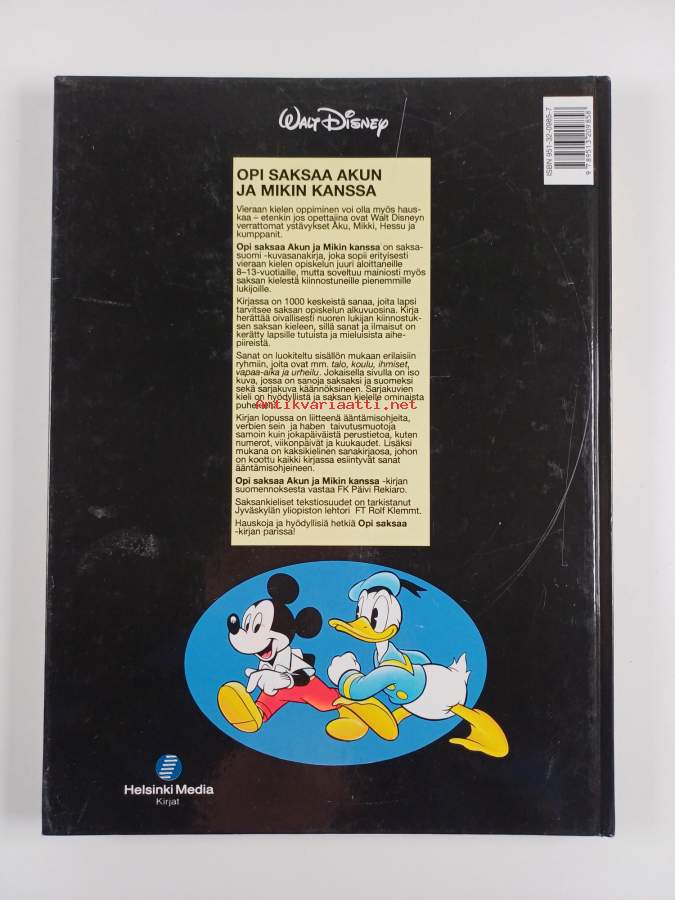 WALT DISNEY
ISBN 951-32-0985-7
9 789513 209858
OPI SAKSAA AKUN
JA MIKIN KANSSA
Vieraan kielen oppiminen voi olla myös haus-
kaa – etenkin jos opettajina ovat Walt Disneyn
verrattomat ystävykset Aku, Mikki, Hessu ja
kumppanit.
Opi saksaa Akun ja Mikin kanssa on saksa-
suomi -kuvasanakirja, joka sopii erityisesti
vieraan kielen opiskelun juuri aloittaneille
8–13-vuotiaille, mutta soveltuu mainiosti myös
saksan kielestä kiinnostuneille pienemmille
lukijoille.
Kirjassa on 1000 keskeistä sanaa, joita lapsi
tarvitsee saksan opiskelun alkuvuosina. Kirja
herättää oivallisesti nuoren lukijan kiinnostuk-
sen saksan kieleen, sillä sanat ja ilmaisut on
kerätty lapsille tutuista ja mieluisista aihe-
piireistä.
Sanat on luokiteltu sisällön mukaan erilaisiin
ryhmiin, joita ovat mm. talo, koulu, ihmiset,
vapaa-aika ja urheilu. Jokaisella sivulla on iso
kuva, jossa on sanoja saksaksi ja suomeksi
sekä sarjakuva käännöksineen. Sarjakuvien
kieli on hyödyllistä ja saksan kielelle ominaista
Antikvariaatti.net
Kirjan lopussa on liitteenä ääntämisohjeita,
verbien sein ja haben taivutusmuotoja
samoin kuin jokapäiväistä perustietoa, kuten
numerot, viikonpäivät ja kuukaudet. Lisäksi
mukana on kaksikielinen sanakirjaosa, johon
on koottu kaikki kirjassa esiintyvät sanat
ääntämisohjeineen.
Opi saksaa Akun ja Mikin kanssa -kirjan
suomennoksesta vastaa FK Päivi Rekiaro.
Saksankieliset tekstiosuudet on tarkistanut
Jyväskylän yliopiston lehtori FT Rolf Klemmt.
Hauskoja ja hyödyllisiä hetkiä Opi saksaa
-kirjan parissa!
Helsinki Media
Kirjat